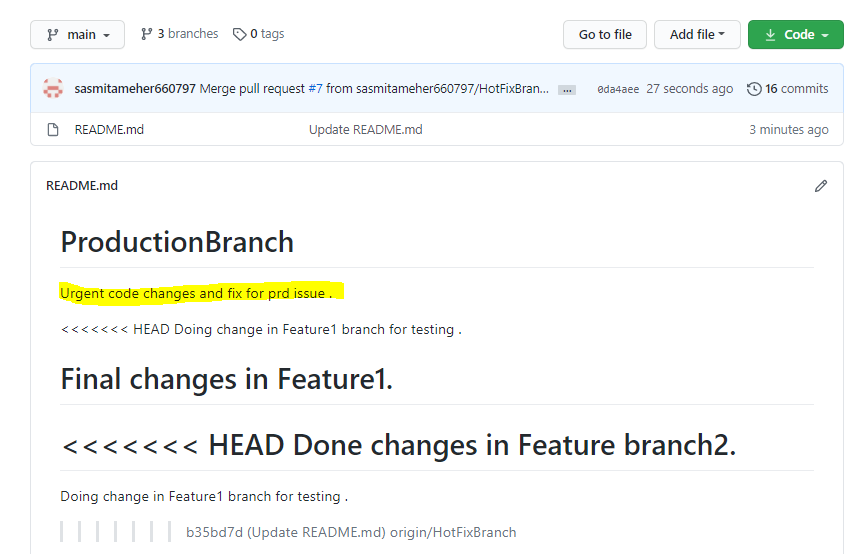 main 3 branches 0 tags Go to file Add file Code
sasmitameher660797 Merge pull request #7 from sasmitameher660797/HotFixBran... ... 0da4aee 27 seconds ago 16 commits
README.md Update README.md 3 minutes ago
README.md
ProductionBranch
Urgent code changes and fix for prd issue .
<<<<<<< HEAD Doing change in Feature1 branch for testing .
Final changes in Feature1.
<<<<<<< HEAD Done changes in Feature branch2.
Doing change in Feature1 branch for testing .
b35bd7d (Update README.md) origin/HotFixBranch